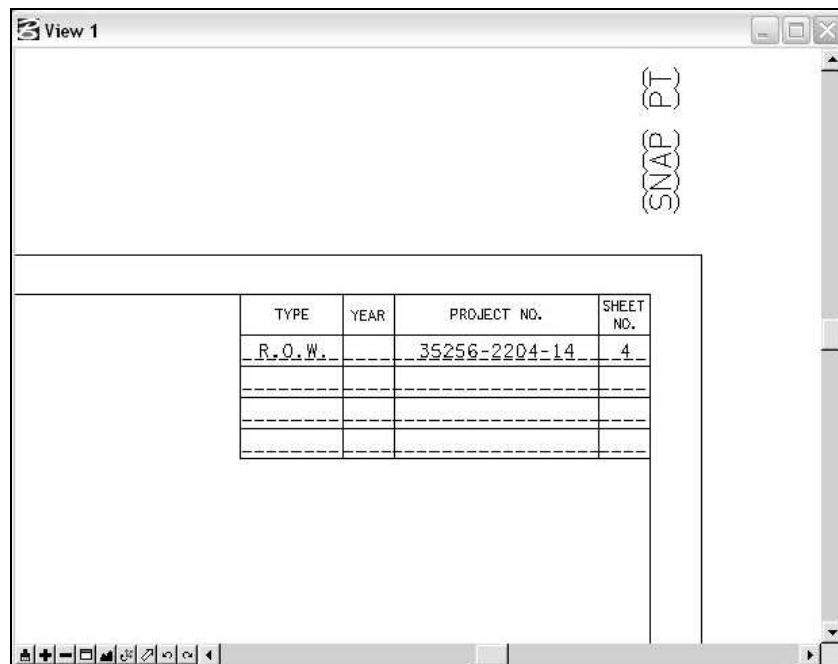 View 1
(SNAP PT)
TYPE YEAR PROJECT NO. SHEET NO.
R.O.W. 35256-2204-14 4